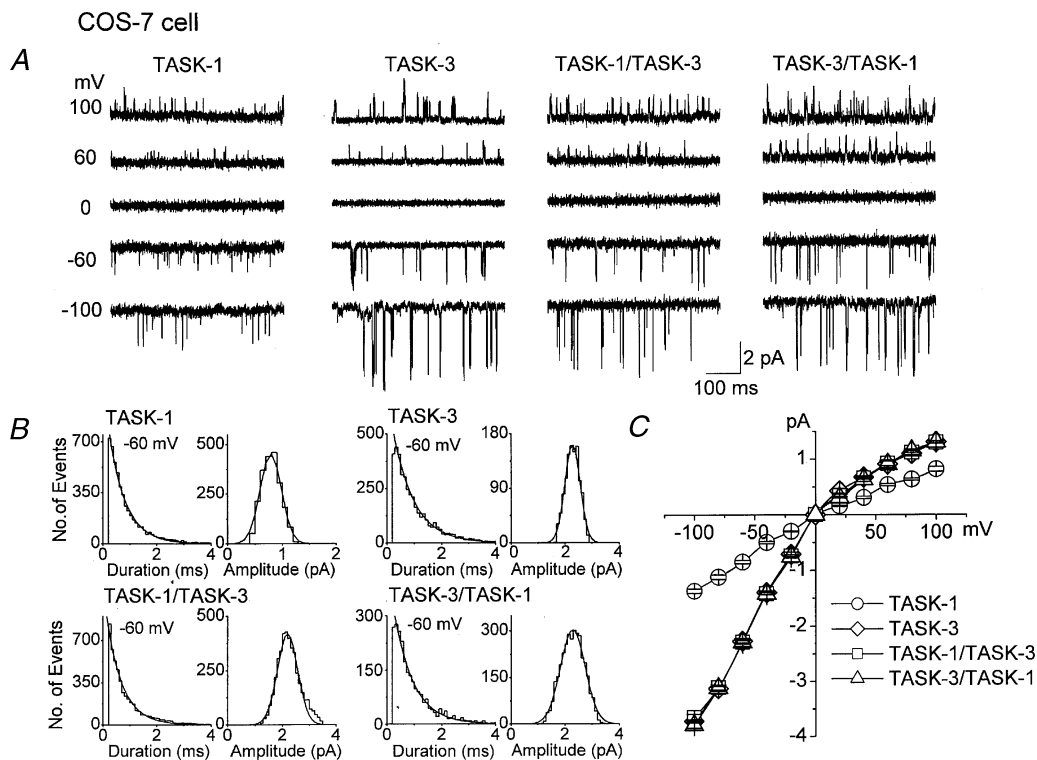 COS-7 cell
A
TASK-1
TASK-3
TASK-1/TASK-3
TASK-3/TASK-1
mV
100
60
0
-60
-100
2 pA
100 ms
B
TASK-1
-60 mV
No.of Events
700
350
0
0 2 4
Duration (ms)
500
250
0
0 1 2
Amplitude (pA)
TASK-3
-60 mV
500
250
0
0 2 4
Duration (ms)
180
90
0
0 2 4
Amplitude (pA)
TASK-1/TASK-3
-60 mV
No. of Events
700
350
0
0 2 4
Duration (ms)
500
250
0
0 2 4
Amplitude (pA)
TASK-3/TASK-1
-60 mV
300
150
0
0 2 4
Duration (ms)
300
150
0
0 2 4
Amplitude (pA)
C
pA
1
-100 -50 50 100 mV
-1
-2
-3
-4
TASK-1
TASK-3
TASK-1/TASK-3
TASK-3/TASK-1